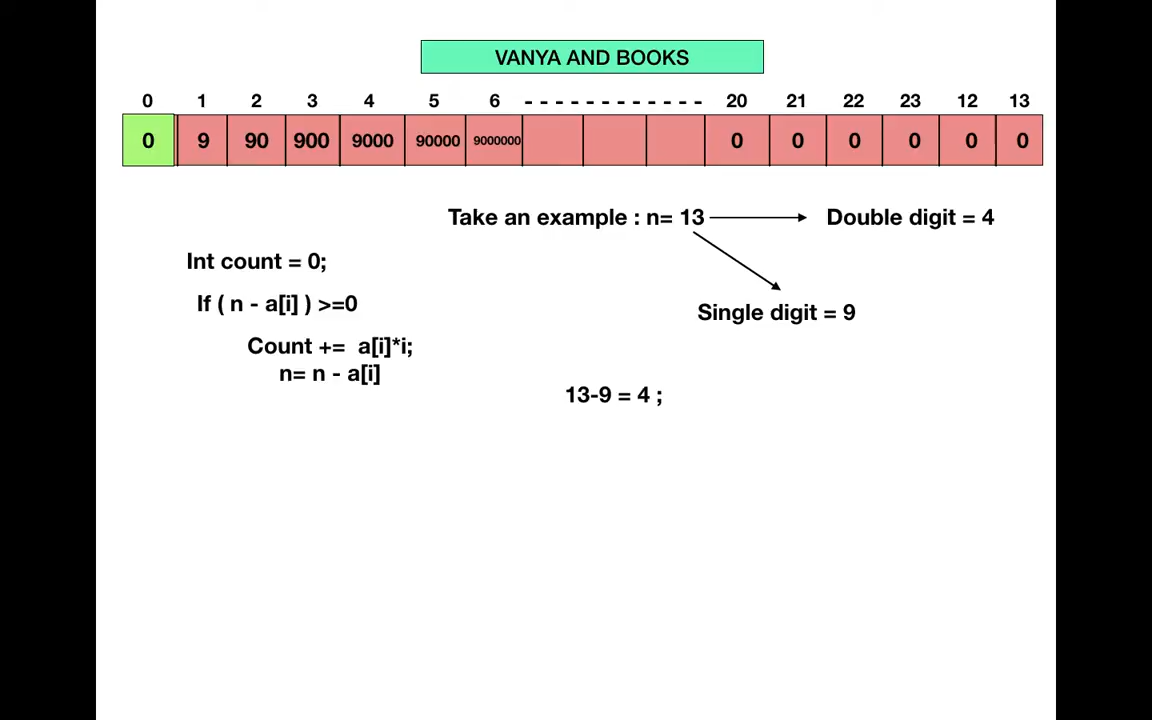 VANYA AND BOOKS
0 1 2 3 4 5 6 - - - - - - - - - - - - 20 21 22 23 12 13
0 9 90 900 9000 90000 9000000 0 0 0 0 0 0
Take an example : n= 13 Double digit = 4
Int count = 0;
If ( n - a[i] ) >=0
Single digit = 9
Count += a[i]*i;
n= n - a[i]
13-9 = 4 ;